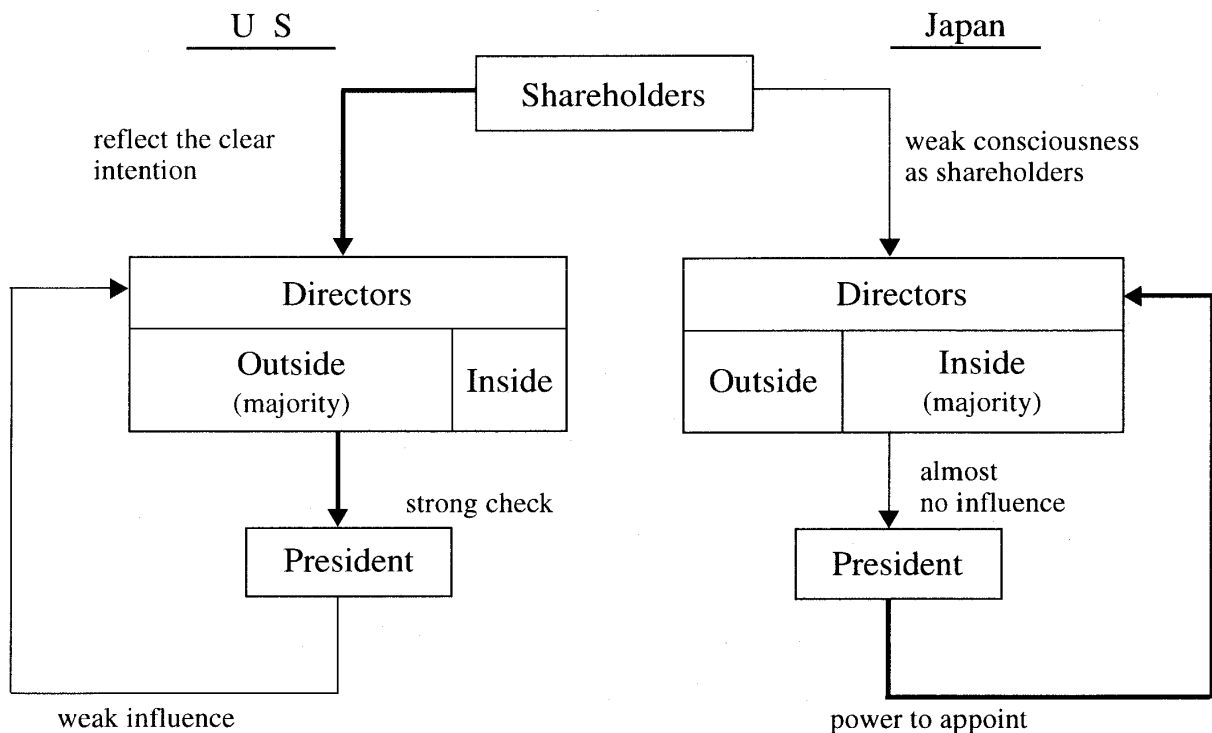 U S
Japan
Shareholders
reflect the clear
intention
weak consciousness
as shareholders
Directors
Outside
(majority)
Inside
Directors
Outside
Inside
(majority)
strong check
almost
no influence
President
President
weak influence
power to appoint